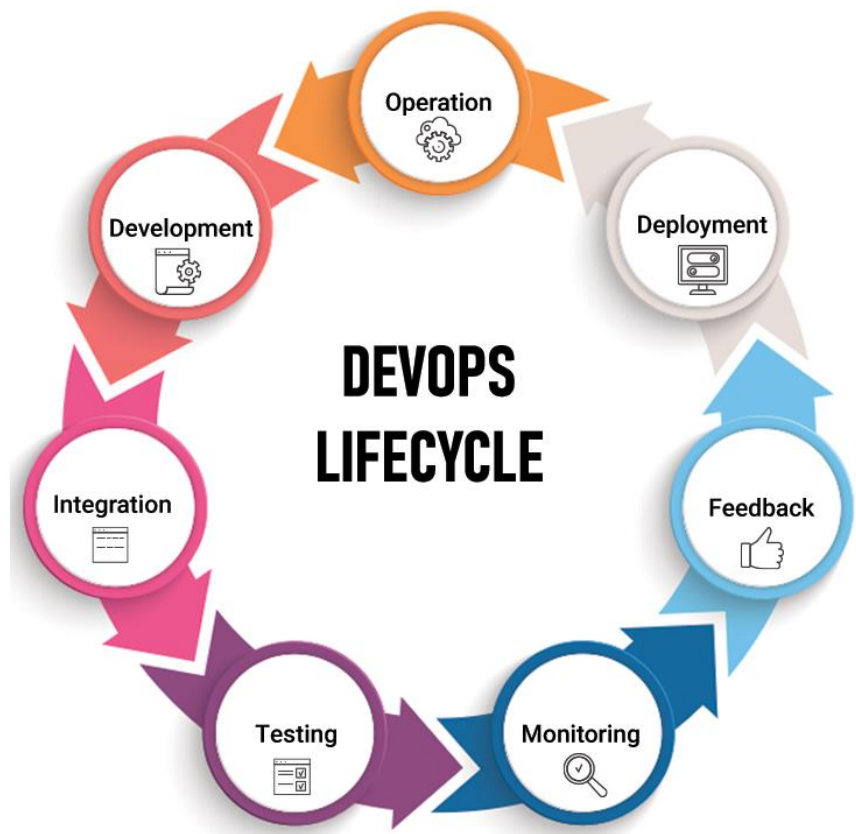 Operation
Development
Deployment
DEVOPS
LIFECYCLE
Integration
Feedback
Testing
Monitoring